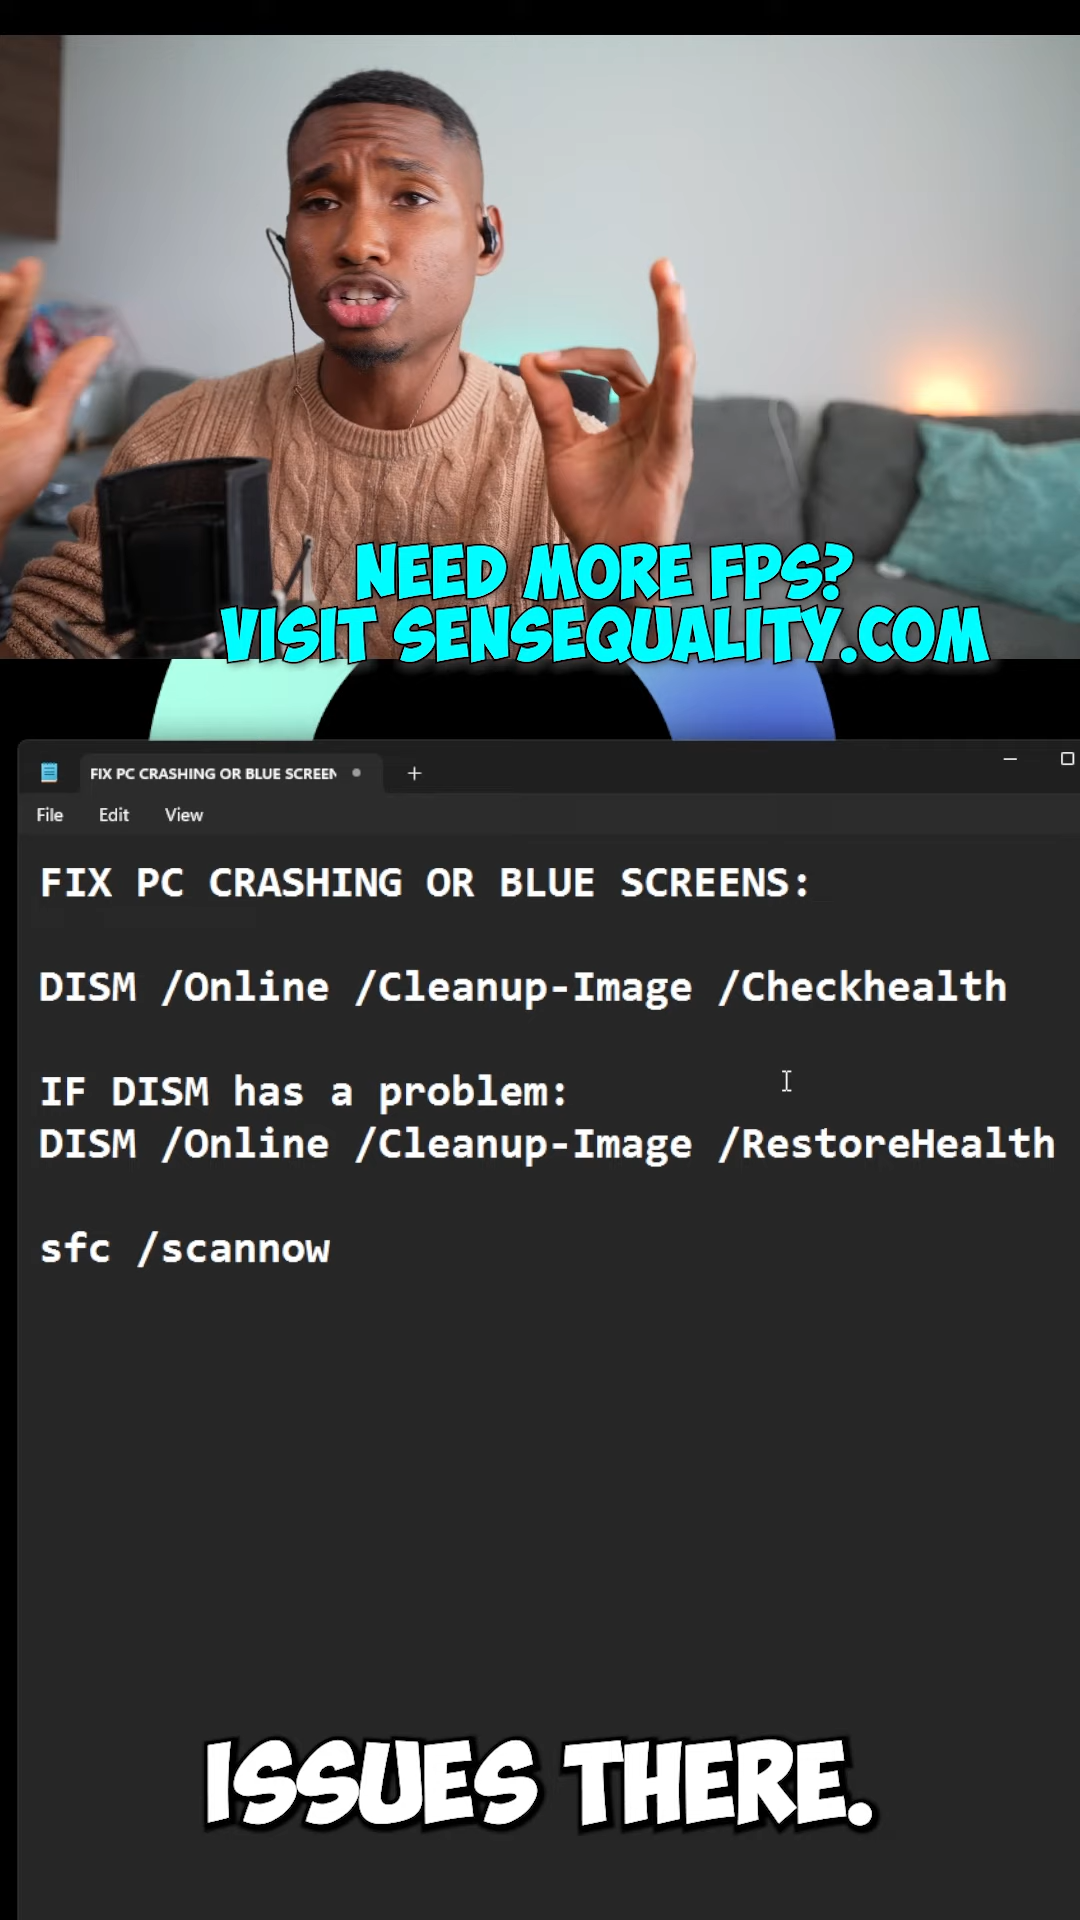 NEED MORE FPS?
VISIT SENSEQUALITY.COM
FIX PC CRASHING OR BLUE SCREEN
File Edit View
FIX PC CRASHING OR BLUE SCREENS:
DISM /Online /Cleanup-Image /Checkhealth
IF DISM has a problem:
DISM /Online /Cleanup-Image /RestoreHealth
sfc /scannow
ISSUES THERE.